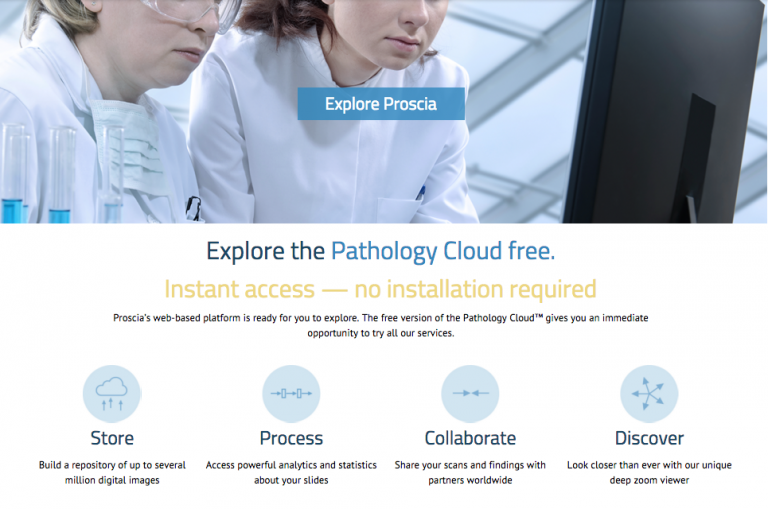 Explore Proscia
Explore the Pathology Cloud free.
Instant access — no installation required
Proscia's web-based platform is ready for you to explore. The free version of the Pathology Cloud™ gives you an immediate
opportunity to try all our services.
Store
Build a repository of up to several
million digital images
Process
Access powerful analytics and statistics
about your slides
Collaborate
Share your scans and findings with
partners worldwide
Discover
Look closer than ever with our unique
deep zoom viewer